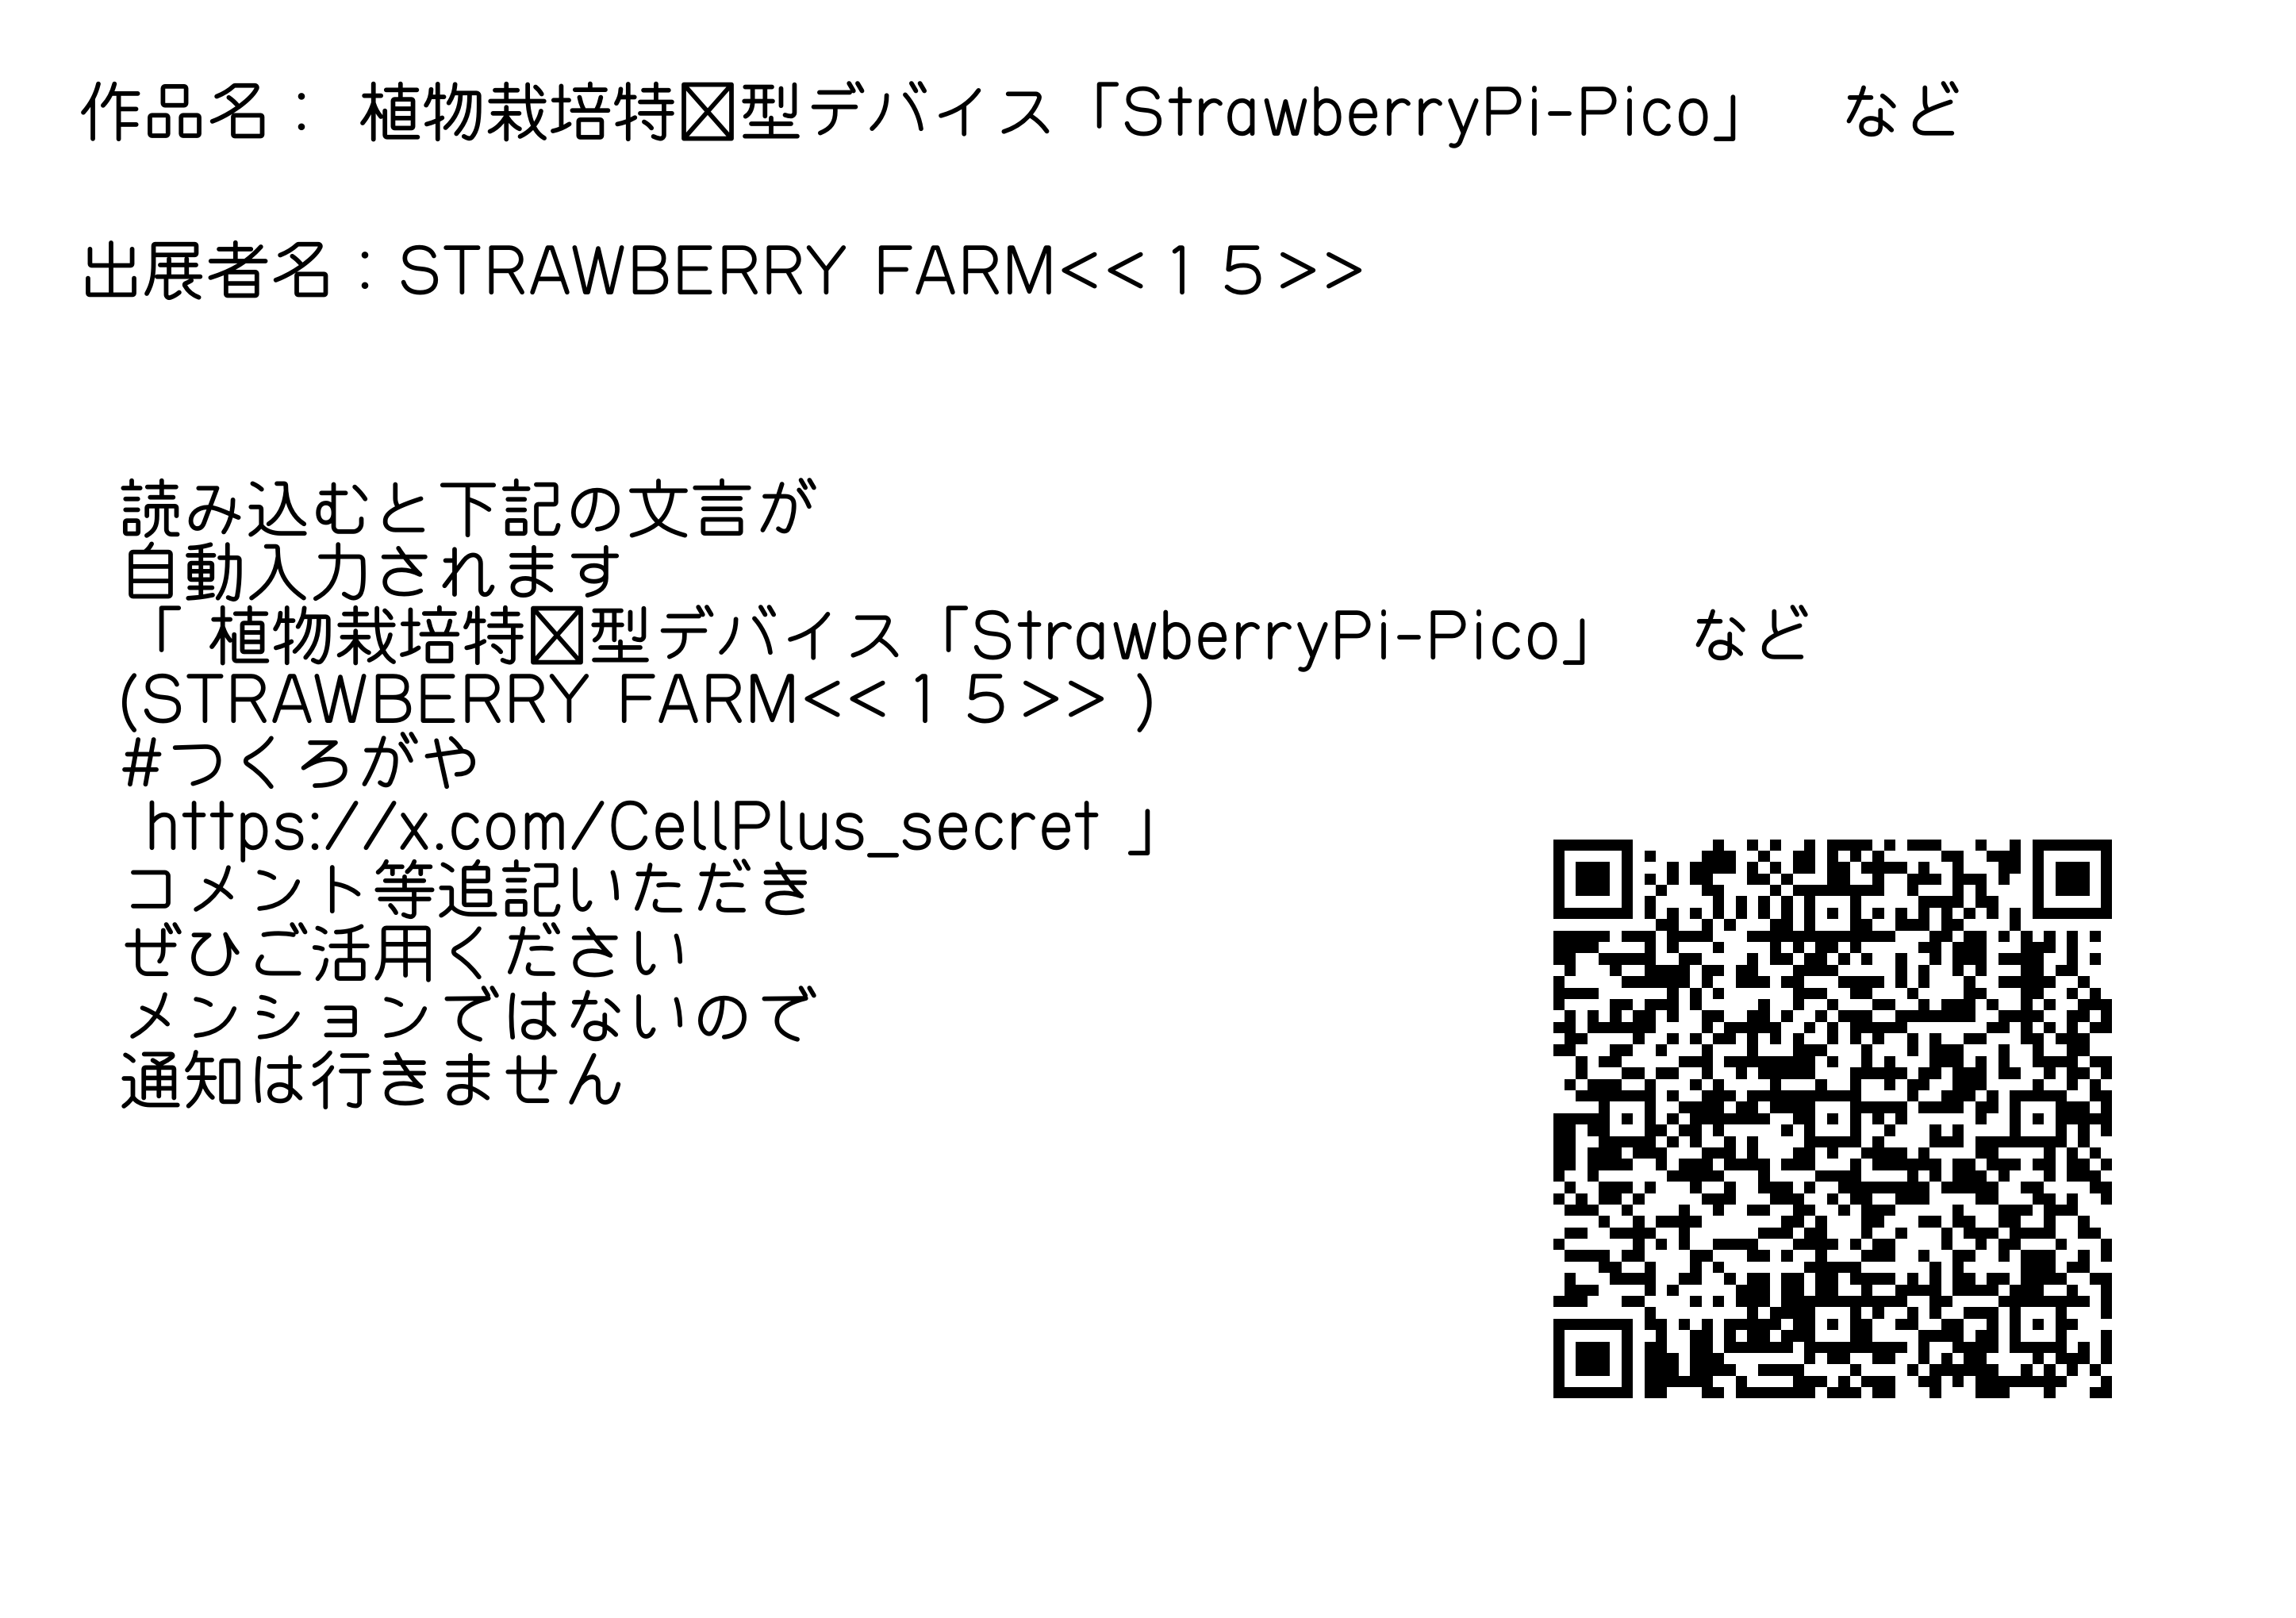 作品名： 植物栽培特☒型デバイス「StrawberryPi-Pico」　など
出展者名：STRAWBERRY FARM<<１５>>
読み込むと下記の文言が
自動入力されます
「 植物栽培特☒型デバイス「StrawberryPi-Pico」　など
(STRAWBERRY FARM<<１５>> )
#つくろがや
https://x.com/CellPlus_secret 」
コメント等追記いただき
ぜひご活用ください
メンションではないので
通知は行きません